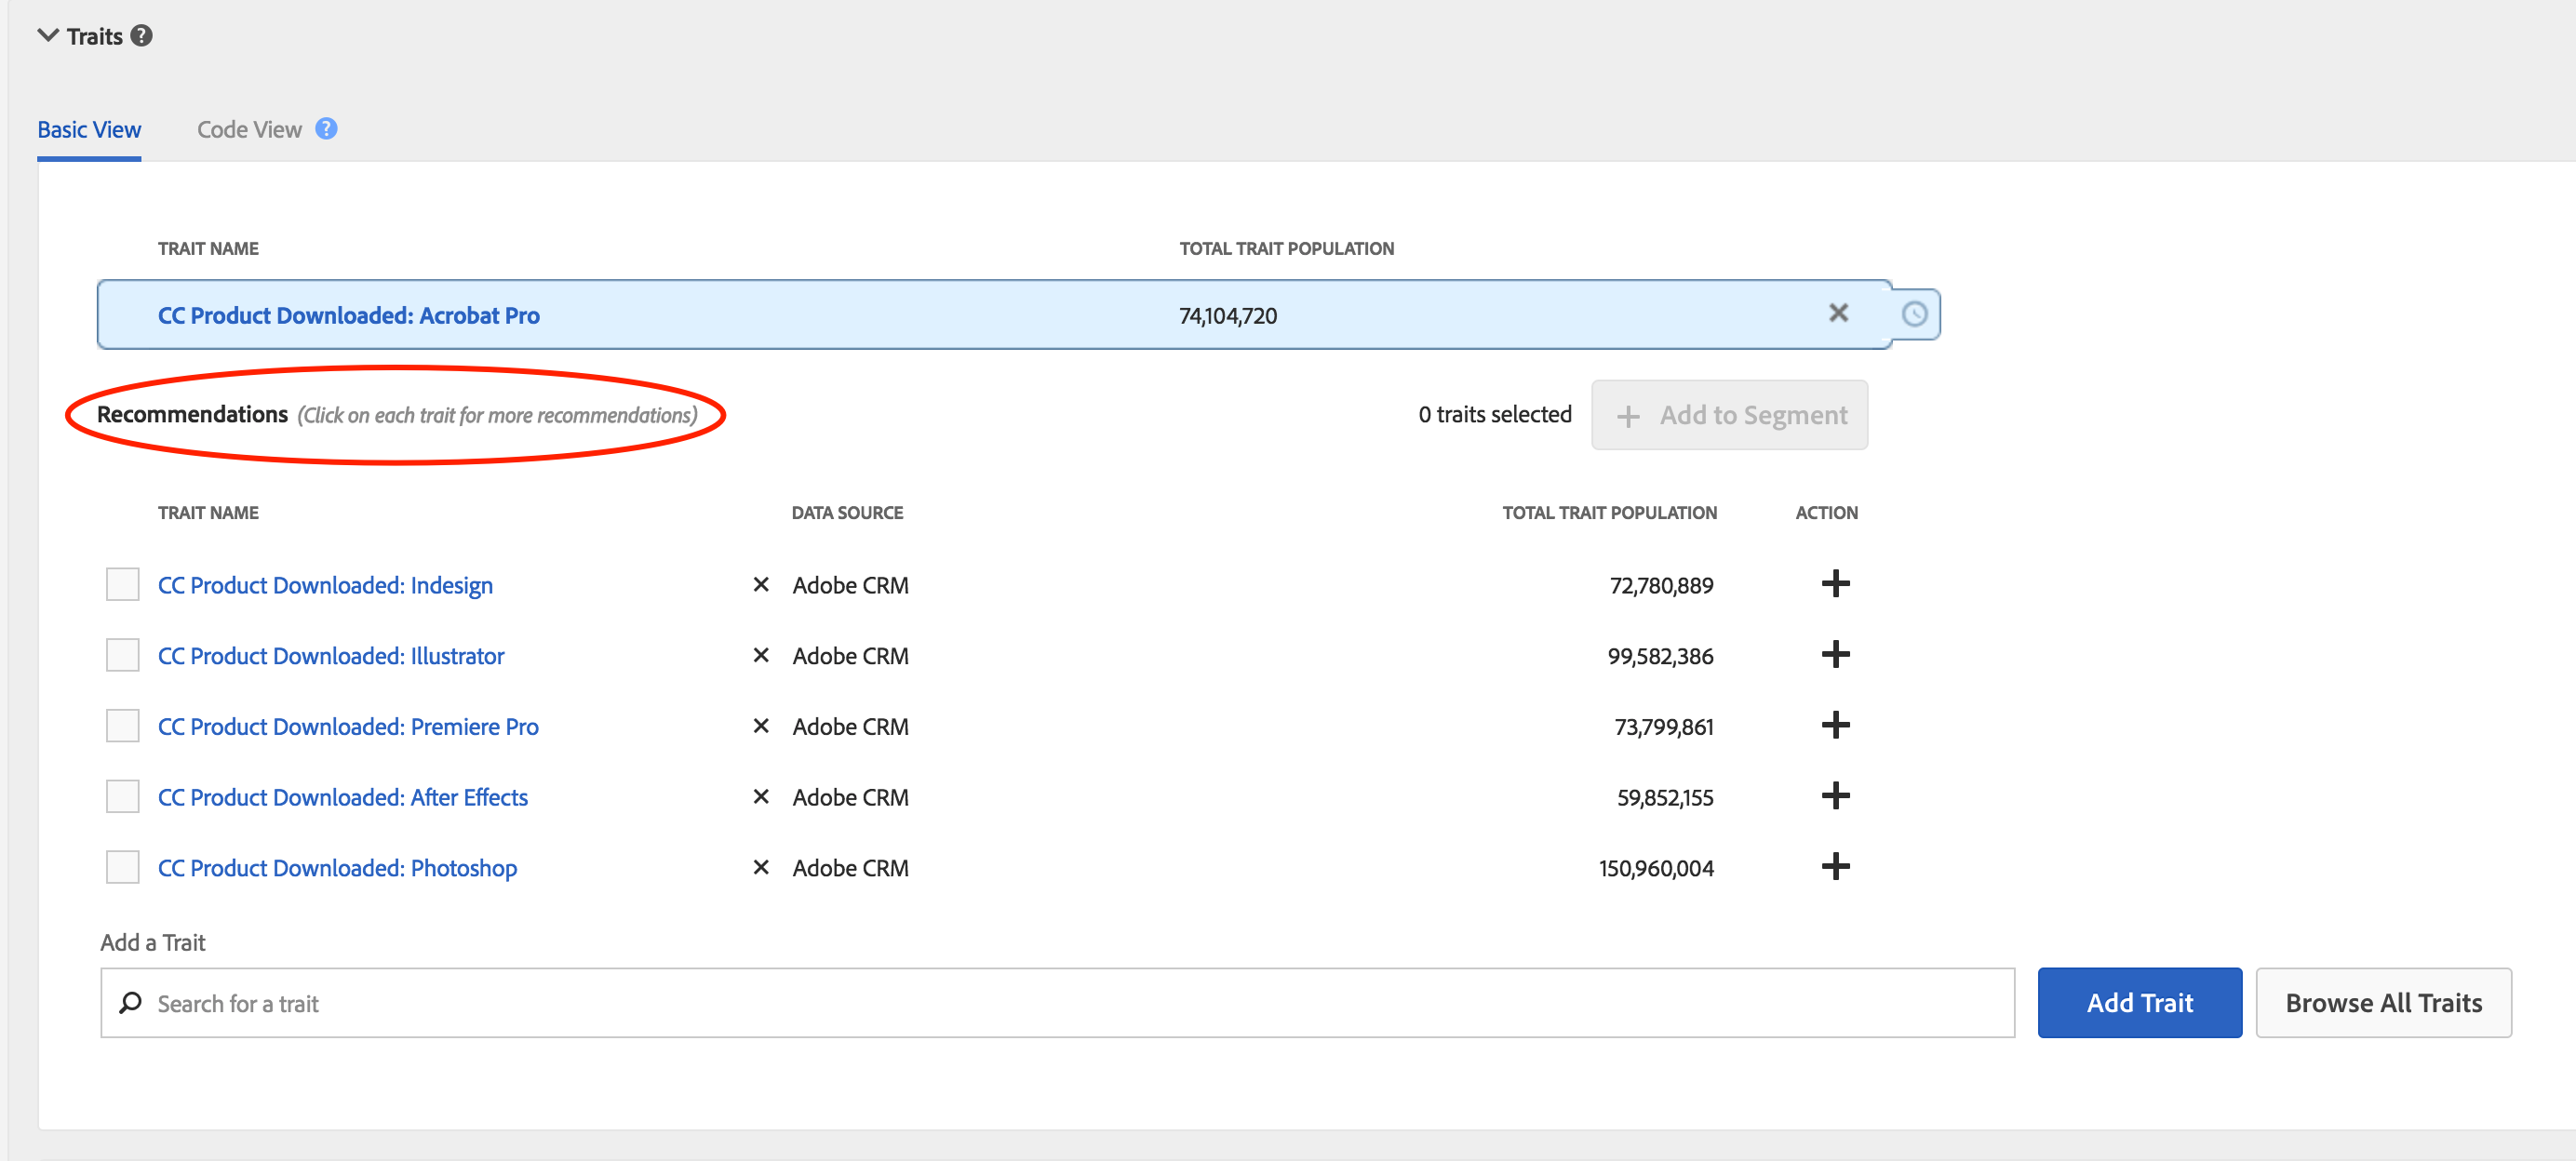 Traits ?
Basic View Code View ?
TRAIT NAME TOTAL TRAIT POPULATION
CC Product Downloaded: Acrobat Pro 74,104,720
Recommendations (Click on each trait for more recommendations) 0 traits selected + Add to Segment
TRAIT NAME DATA SOURCE TOTAL TRAIT POPULATION ACTION
CC Product Downloaded: Indesign Adobe CRM 72,780,889
CC Product Downloaded: Illustrator Adobe CRM 99,582,386
CC Product Downloaded: Premiere Pro Adobe CRM 73,799,861
CC Product Downloaded: After Effects Adobe CRM 59,852,155
CC Product Downloaded: Photoshop Adobe CRM 150,960,004
Add a Trait
Search for a trait Add Trait Browse All Traits